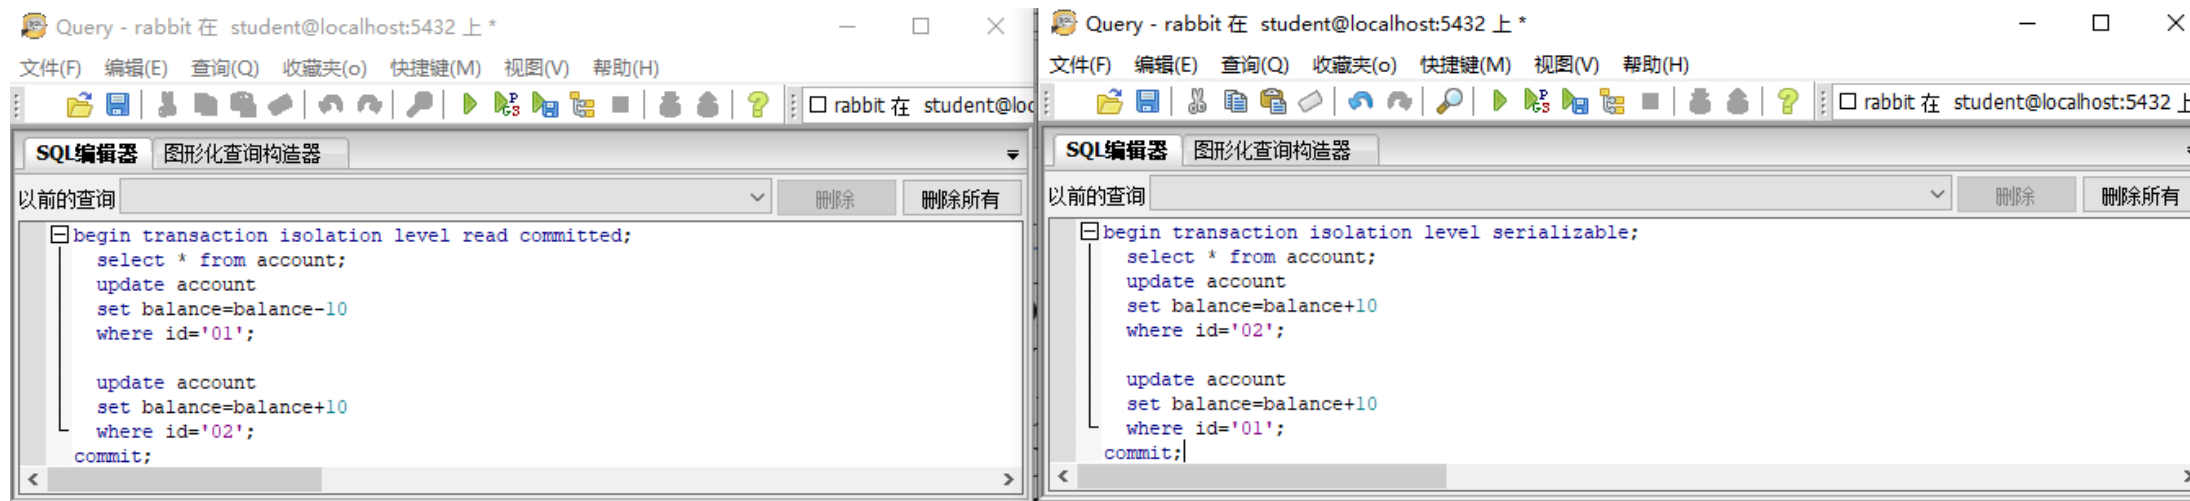 Query - rabbit 在 student@localhost:5432 上 *
文件(F) 编辑(E) 查询(Q) 收藏夹(o) 快捷键(M) 视图(V) 帮助(H)
rabbit 在 student@loc
SQL编辑器 图形化查询构造器
以前的查询 删除 删除所有
begin transaction isolation level read committed;
select * from account;
update account
set balance=balance-10
where id='01';
update account
set balance=balance+10
where id='02';
commit;
Query - rabbit 在 student@localhost:5432 上 *
文件(F) 编辑(E) 查询(Q) 收藏夹(o) 快捷键(M) 视图(V) 帮助(H)
rabbit 在 student@localhost:5432 上
SQL编辑器 图形化查询构造器
以前的查询 删除 删除所有
begin transaction isolation level serializable;
select * from account;
update account
set balance=balance+10
where id='02';
update account
set balance=balance+10
where id='01';
commit;